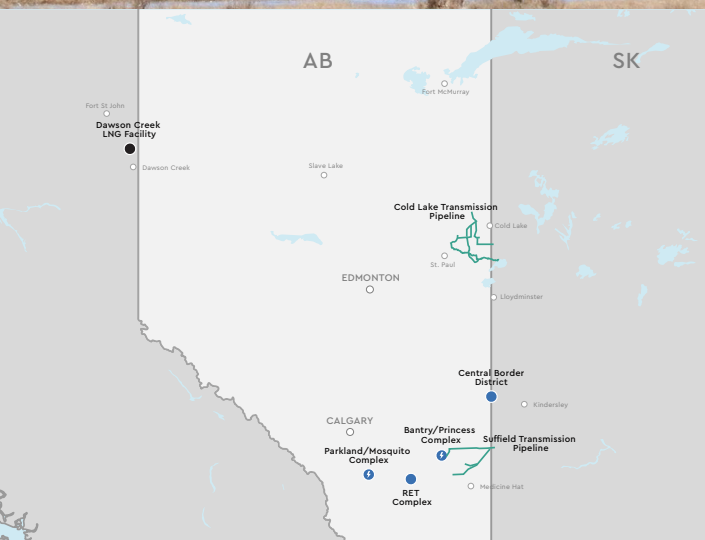 AB
SK
Fort McMurray
Fort St John
Dawson Creek
LNG Facility
Dawson Creek
Slave Lake
Cold Lake Transmission
Pipeline
Cold Lake
St. Paul
EDMONTON
Lloydminster
Central Border
District
Kindersley
CALGARY
Bantry/Princess
Complex
Suffield Transmission
Pipeline
Parkland/Mosquito
Complex
RET
Complex
Medicine Hat